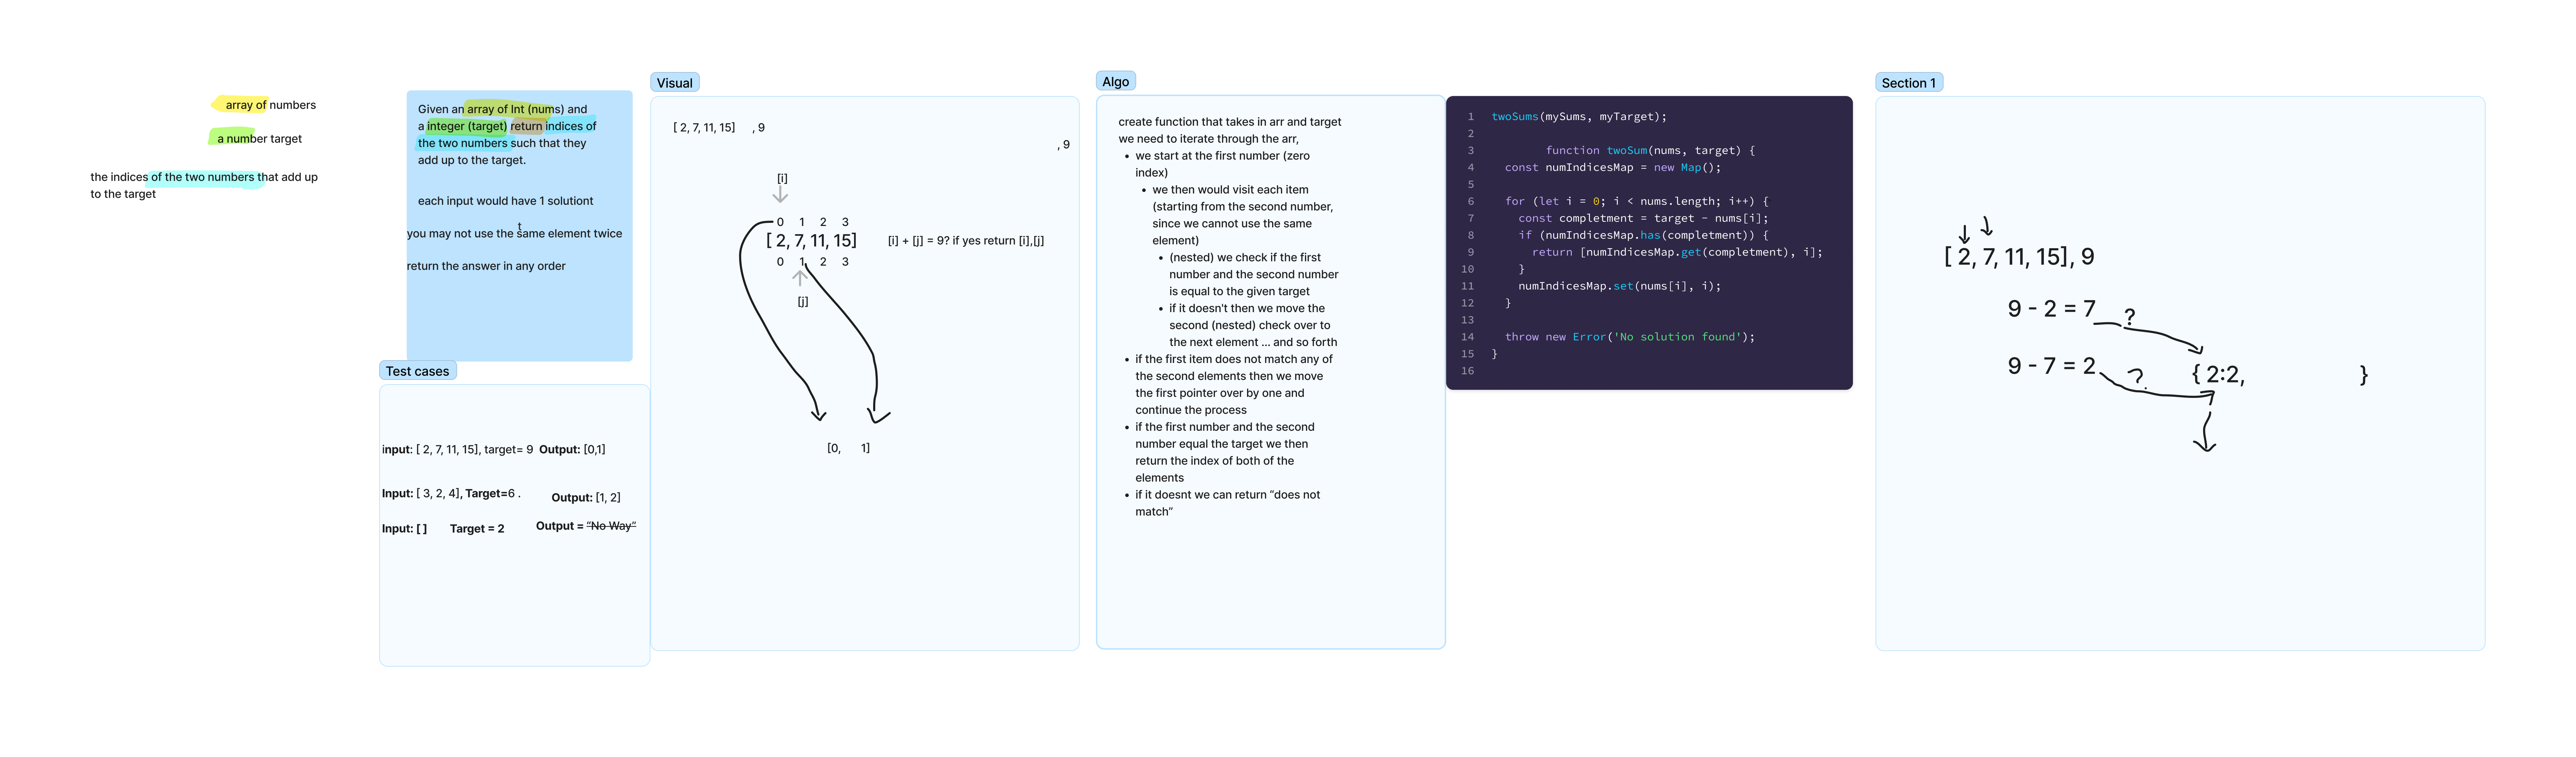 array of numbers
a number target
the indices of the two numbers that add up
to the target
Given an array of Int (nums) and
a integer (target) return indices of
the two numbers such that they
add up to the target.
each input would have 1 solutiont
t
you may not use the same element twice
return the answer in any order
Test cases
input: [ 2, 7, 11, 15], target= 9 Output: [0,1]
Input: [ 3, 2, 4], Target=6 .
Output: [1, 2]
Input: [ ] Target = 2
Output = “No Way“
Visual
[ 2, 7, 11, 15] , 9
, 9
[i]
0 1 2 3
[ 2, 7, 11, 15]
[i] + [j] = 9? if yes return [i],[j]
0 1 2 3
[j]
[0, 1]
Algo
create function that takes in arr and target
we need to iterate through the arr,
• we start at the first number (zero
index)
• we then would visit each item
(starting from the second number,
since we cannot use the same
element)
• (nested) we check if the first
number and the second number
is equal to the given target
• if it doesn't then we move the
second (nested) check over to
the next element ... and so forth
• if the first item does not match any of
the second elements then we move
the first pointer over by one and
continue the process
• if the first number and the second
number equal the target we then
return the index of both of the
elements
• if it doesnt we can return “does not
match”
1 twoSums(mySums, myTarget);
2
3 function twoSum(nums, target) {
4 const numIndicesMap = new Map();
5
6 for (let i = 0; i < nums.length; i++) {
7 const completment = target - nums[i];
8 if (numIndicesMap.has(completment)) {
9 return [numIndicesMap.get(completment), i];
10 }
11 numIndicesMap.set(nums[i], i);
12 }
13
14 throw new Error('No solution found');
15 }
16
Section 1
[ 2, 7, 11, 15], 9
9 - 2 = 7
?
9 - 7 = 2
?
{ 2:2, }